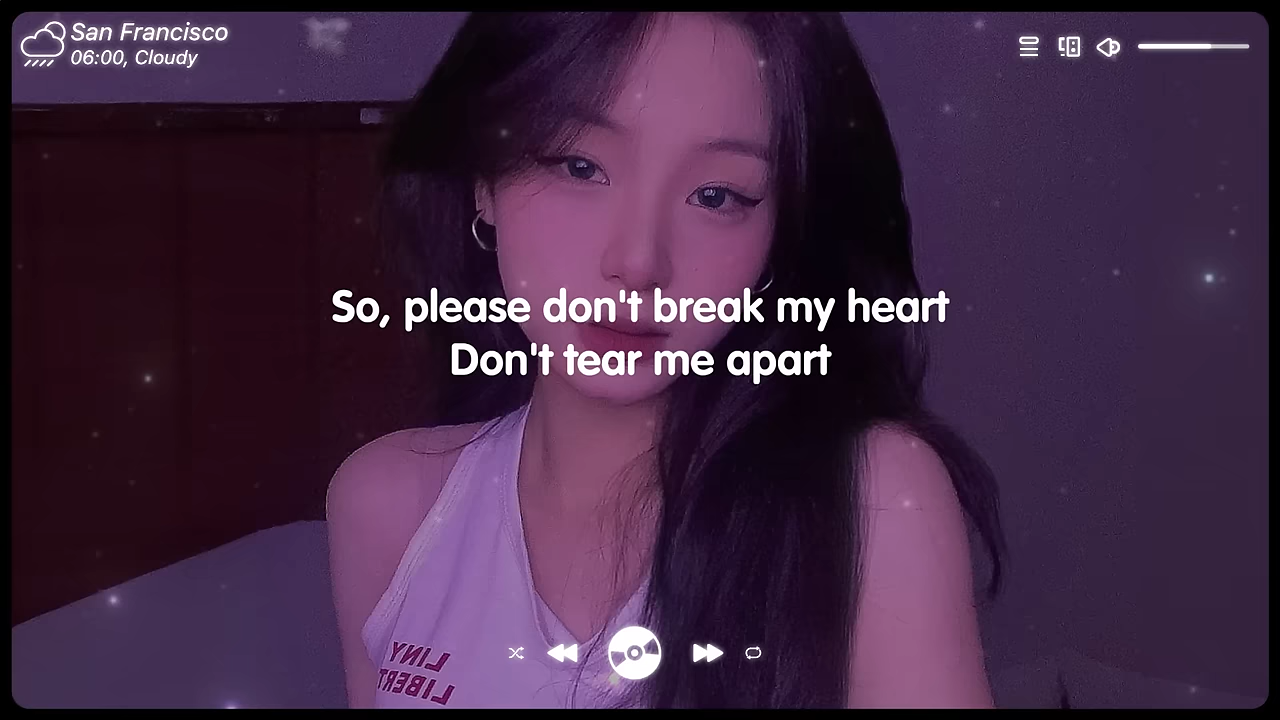 San Francisco
06:00, Cloudy
So, please don't break my heart
Don't tear me apart
LINY
LIBERT